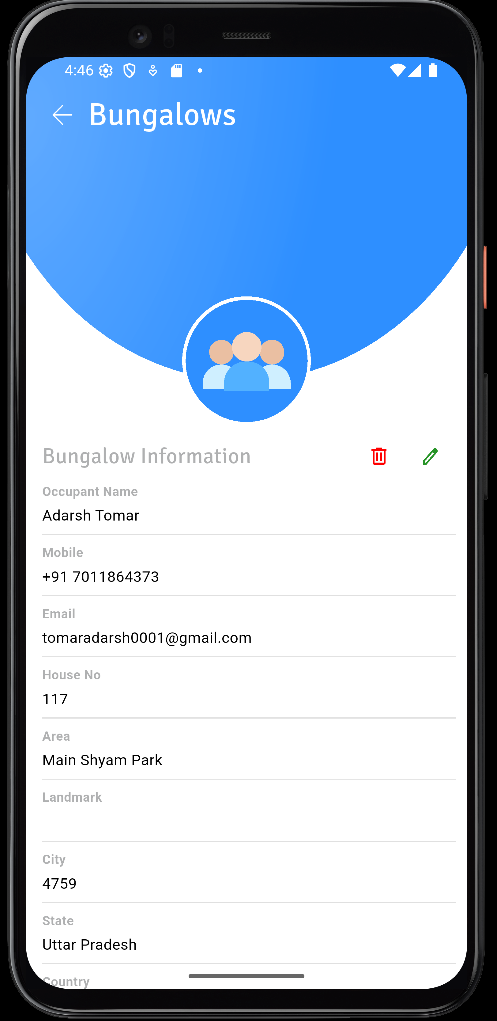 4:46
Bungalows
Bungalow Information
Occupant Name
Adarsh Tomar
Mobile
+91 7011864373
Email
tomaradarsh0001@gmail.com
House No
117
Area
Main Shyam Park
Landmark
City
4759
State
Uttar Pradesh
Country